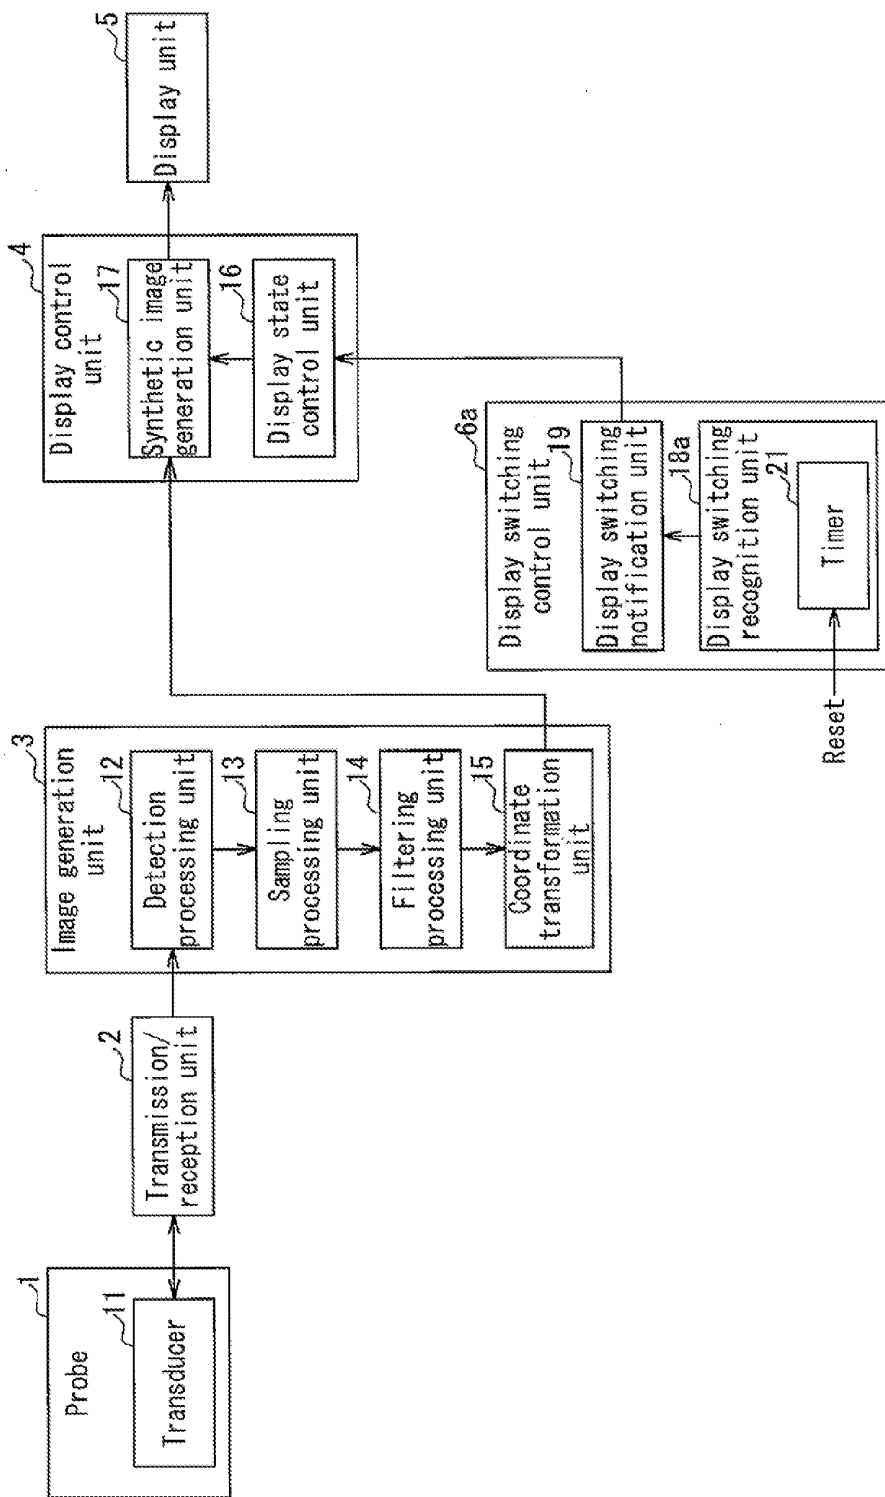 1
Probe
11
Transducer
2
Transmission/
reception unit
3
Image generation
unit
12
Detection
processing unit
13
Sampling
processing unit
14
Filtering
processing unit
15
Coordinate
transformation
unit
4
Display control
unit
17
Synthetic image
generation unit
16
Display state
control unit
5
Display unit
6a
Display switching
control unit
19
Display switching
notification unit
18a
Display switching
recognition unit
21
Timer
Reset